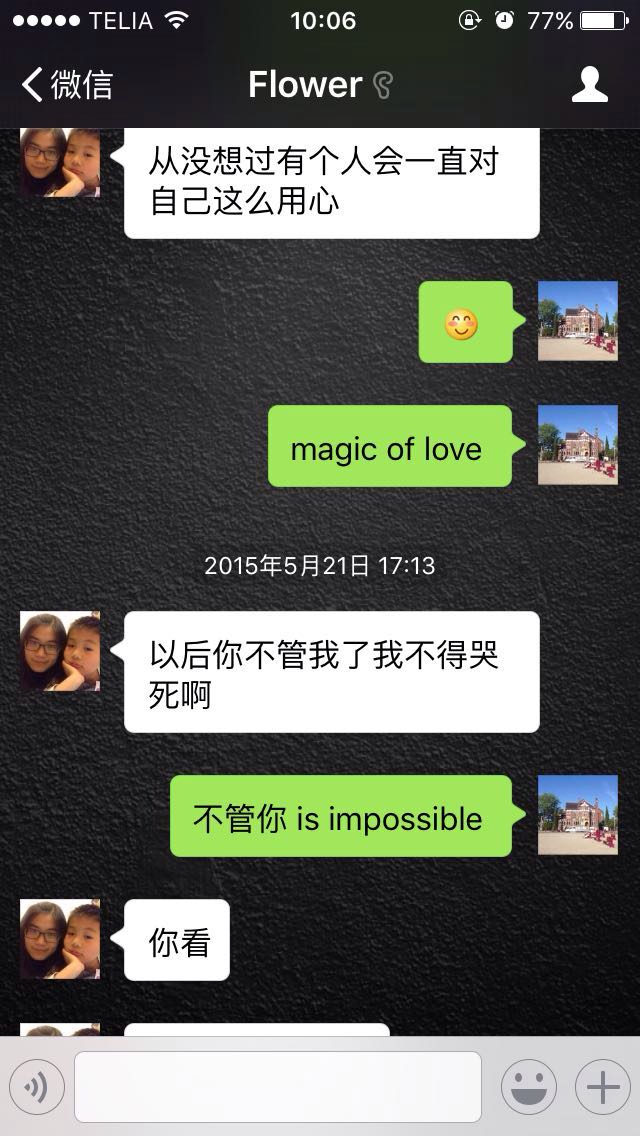 TELIA
10:06
77%
微信
Flower
从没想过有个人会一直对
自己这么用心
magic of love
2015年5月21日 17:13
以后你不管我了我不得哭
死啊
不管你 is impossible
你看